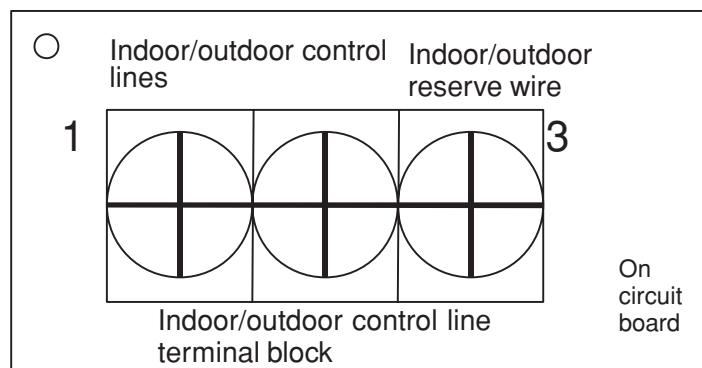 Indoor/outdoor control
lines
Indoor/outdoor
reserve wire
1
3
On
circuit
board
Indoor/outdoor control line
terminal block